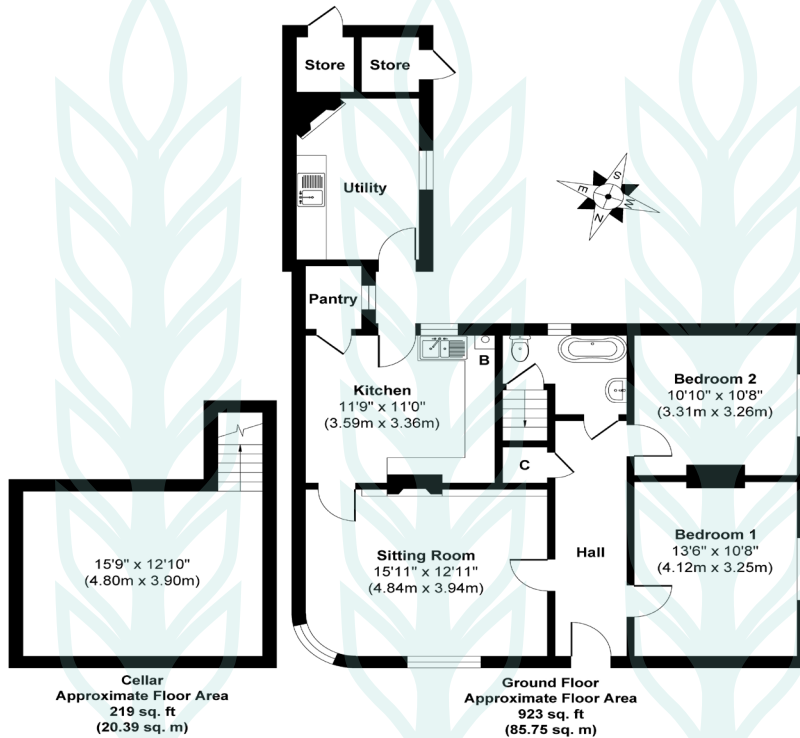 Store
Store
Utility
S
E
W
N
Pantry
B
Kitchen
11'9" x 11'0"
(3.59m x 3.36m)
Bedroom 2
10'10" x 10'8"
(3.31m x 3.26m)
C
Sitting Room
15'11" x 12'11"
(4.84m x 3.94m)
Hall
Bedroom 1
13'6" x 10'8"
(4.12m x 3.25m)
15'9" x 12'10"
(4.80m x 3.90m)
Cellar
Approximate Floor Area
219 sq. ft
(20.39 sq. m)
Ground Floor
Approximate Floor Area
923 sq. ft
(85.75 sq. m)